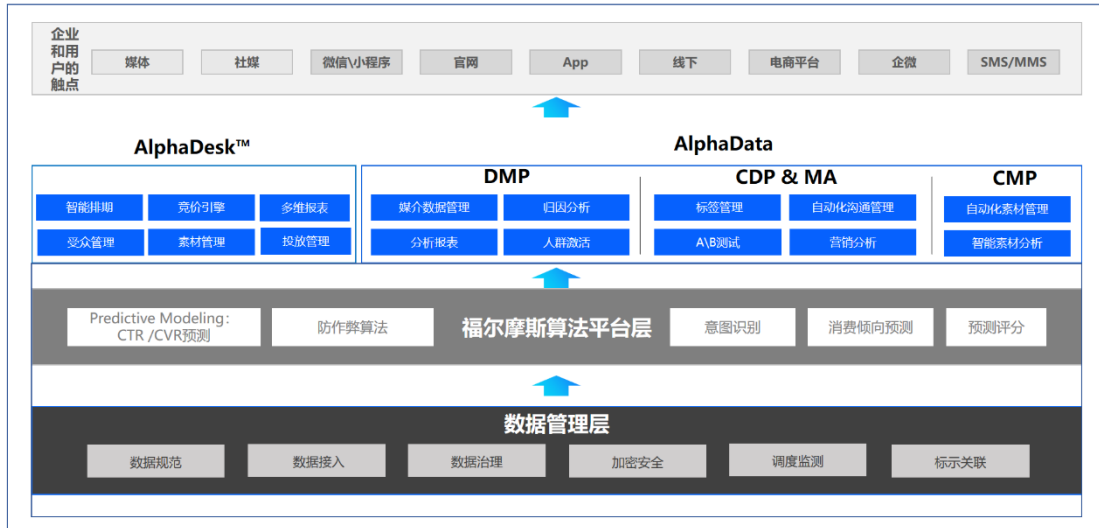 企业
和用
户的
触点
媒体
社媒
微信\小程序
官网
App
线下
电商平台
企微
SMS/MMS
AlphaDesk™
AlphaData
DMP
CDP & MA
CMP
智能排期
竞价引擎
多维报表
媒介数据管理
归因分析
标签管理
自动化沟通管理
自动化素材管理
受众管理
素材管理
投放管理
分析报表
人群激活
A\B测试
营销分析
智能素材分析
Predictive Modeling:
CTR /CVR预测
防作弊算法
福尔摩斯算法平台层
意图识别
消费倾向预测
预测评分
数据管理层
数据规范
数据接入
数据治理
加密安全
调度监测
标示关联